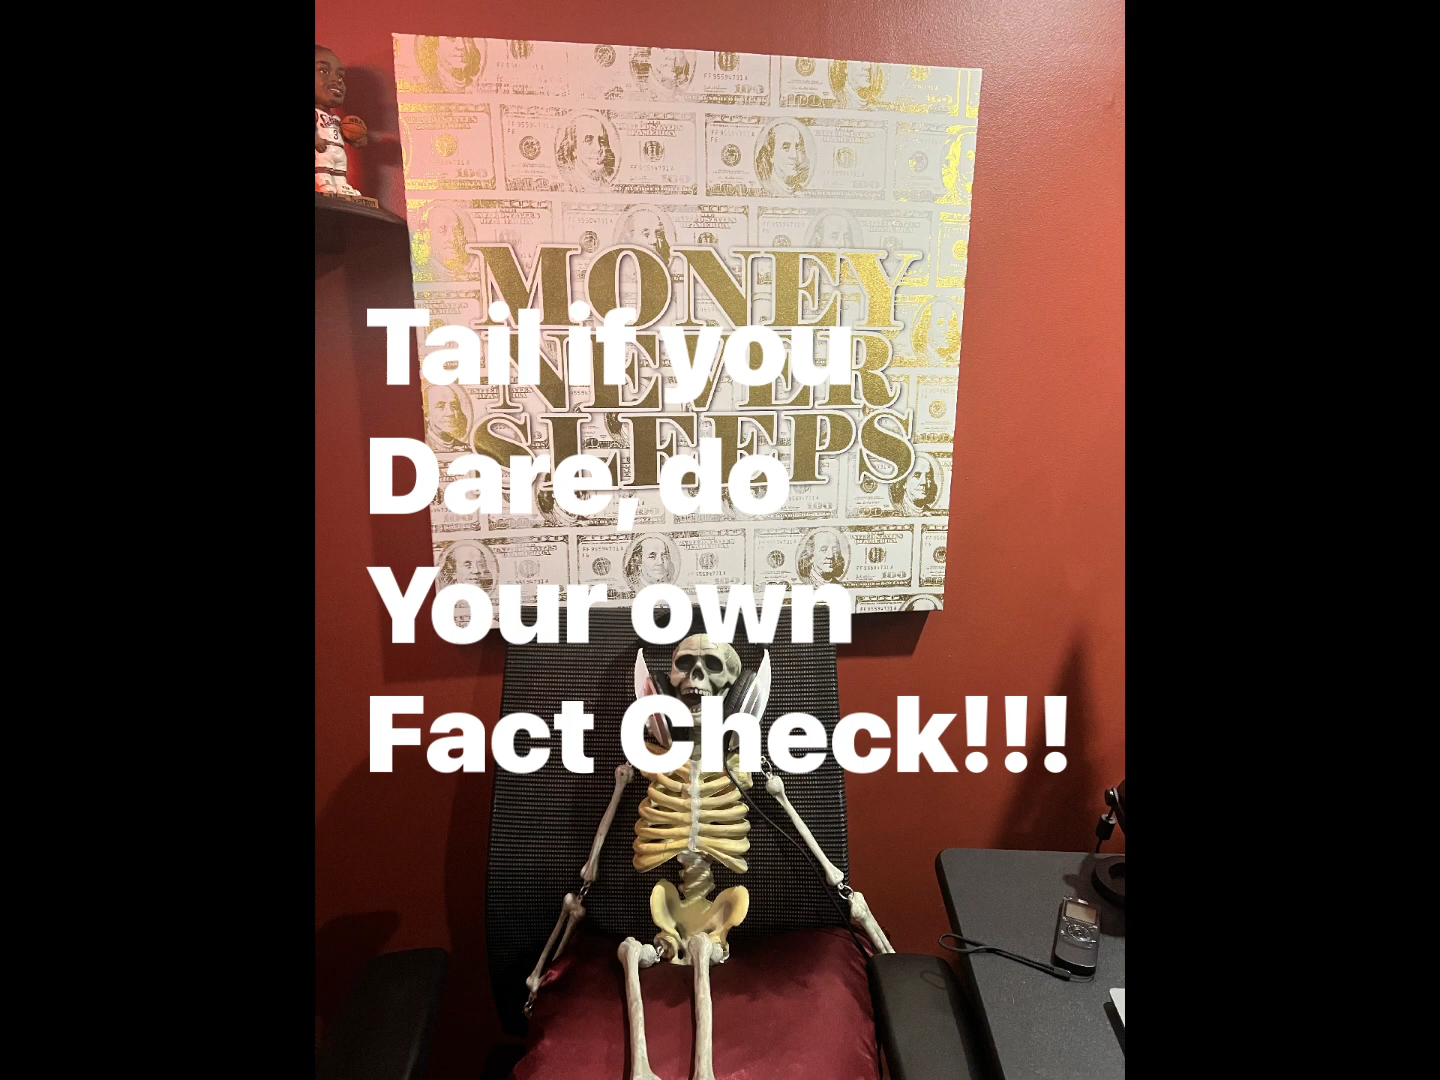 MONEY
NEVER
SLEEPS
Tail if you
Dare, do
Your own
Fact Check!!!